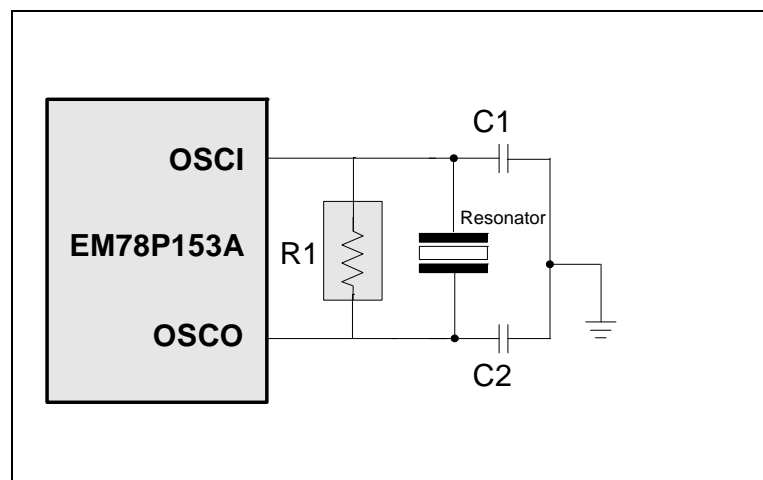 C1
OSCI
Resonator
EM78P153A
R1
OSCO
C2